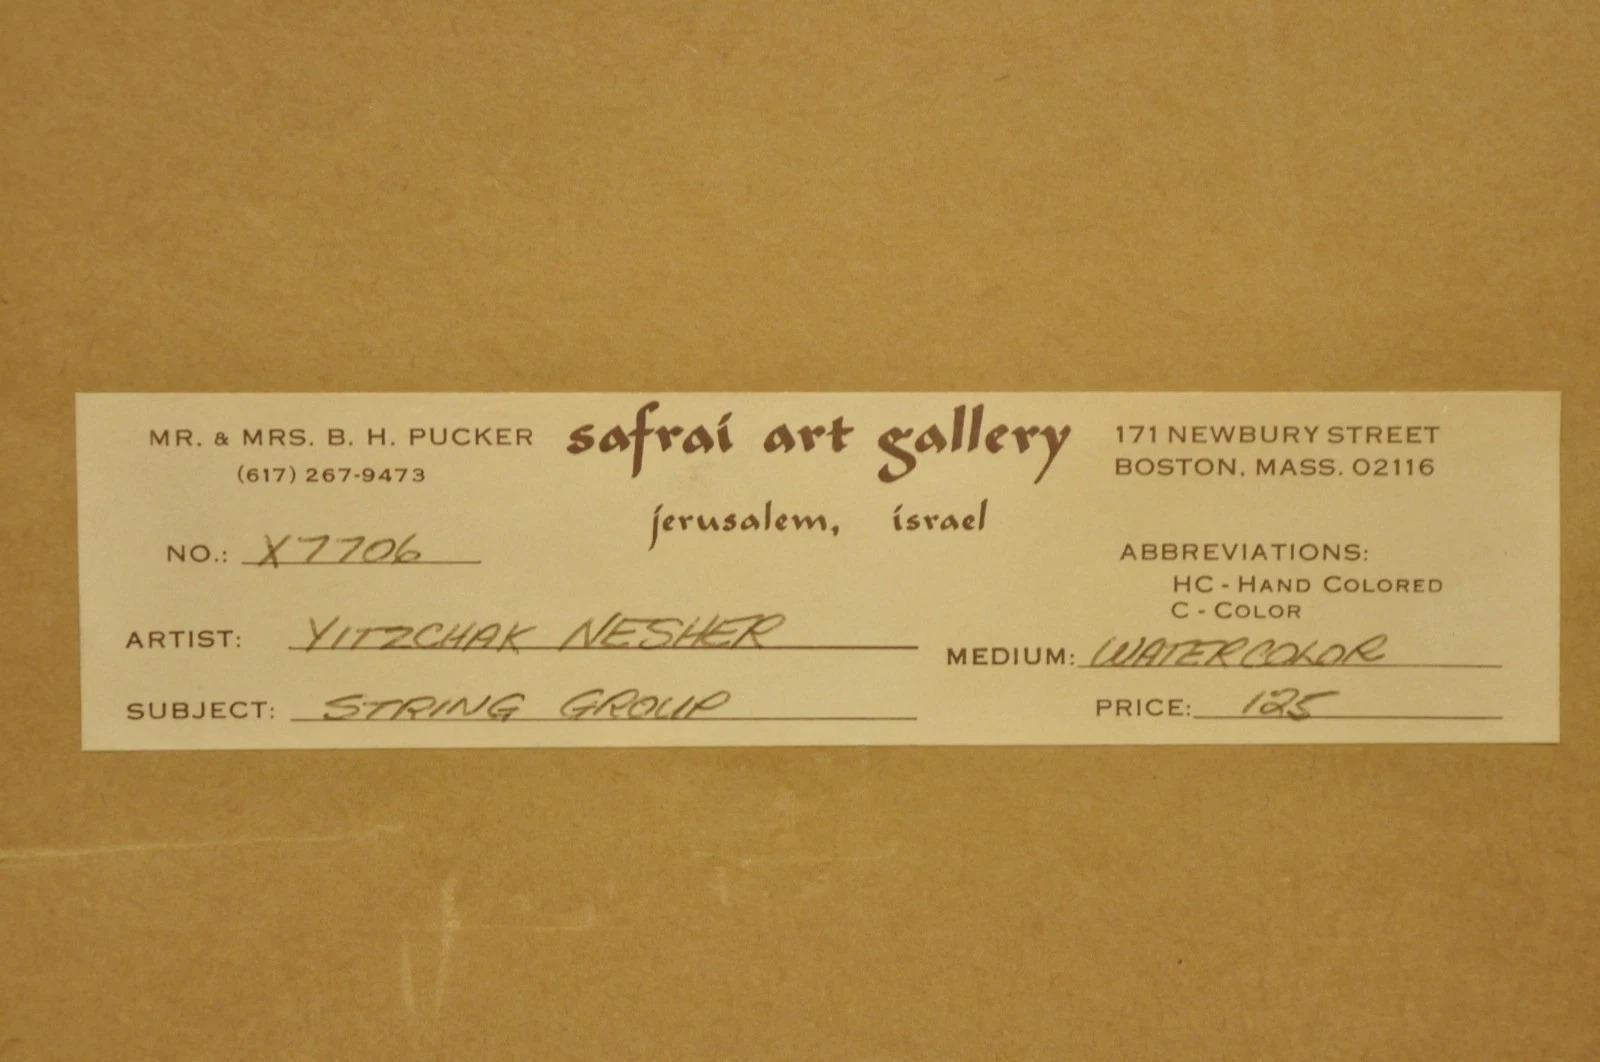 MR. & MRS. B. H. PUCKER
(617) 267-9473
safrai art gallery
jerusalem, israel
171 NEWBURY STREET
BOSTON, MASS. 02116
NO.: X7706
ABBREVIATIONS:
HC - HAND COLORED
C - COLOR
ARTIST: YITZCHAK NESHER
MEDIUM: WATERCOLOR
SUBJECT: STRING GROUP
PRICE: 125